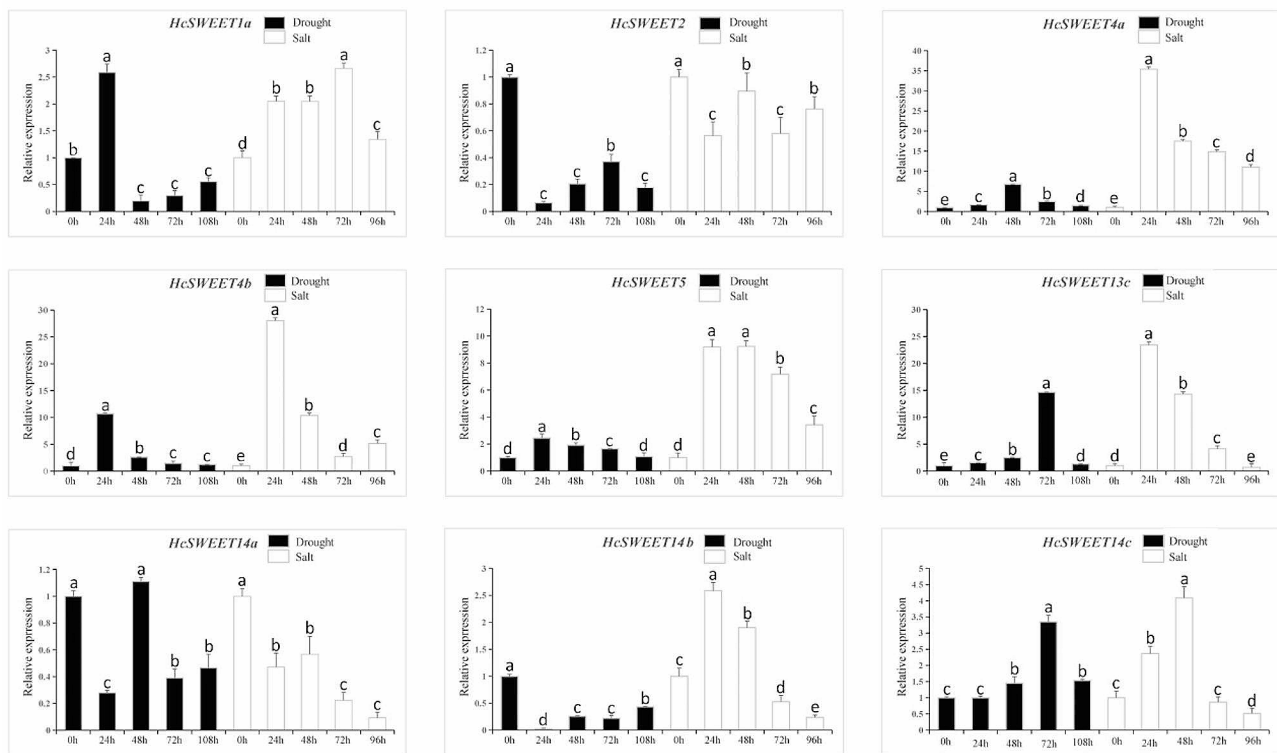 HcSWEET1a
Drought
Salt
Relative exprression
3
2.5
2
1.5
1
0.5
0
b a c c c d b b a c
0h 24h 48h 72h 108h 0h 24h 48h 72h 96h
HcSWEET2
Drought
Salt
Relative exprression
1.2
1
0.8
0.6
0.4
0.2
0
a c c b c a c b c b
0h 24h 48h 72h 108h 0h 24h 48h 72h 96h
HcSWEET4a
Drought
Salt
Relative exprression
40
35
30
25
20
15
10
5
0
e c a b d e a b c d
0h 24h 48h 72h 108h 0h 24h 48h 72h 96h
HcSWEET4b
Drought
Salt
Relative exprression
30
25
20
15
10
5
0
d a b c c e a b d c
0h 24h 48h 72h 108h 0h 24h 48h 72h 96h
HcSWEET5
Drought
Salt
Relative exprression
12
10
8
6
4
2
0
d a b c d d a a b c
0h 24h 48h 72h 108h 0h 24h 48h 72h 96h
HcSWEET13c
Drought
Salt
Relative exprression
30
25
20
15
10
5
0
e c b a d d a b c e
0h 24h 48h 72h 108h 0h 24h 48h 72h 96h
HcSWEET14a
Drought
Salt
Relative exprression
1.2
1
0.8
0.6
0.4
0.2
0
a c a b b a b b c c
0h 24h 48h 72h 108h 0h 24h 48h 72h 96h
HcSWEET14b
Drought
Salt
Relative exprression
3
2.5
2
1.5
1
0.5
0
a d c c b c a b d e
0h 24h 48h 72h 108h 0h 24h 48h 72h 96h
HcSWEET14c
Drought
Salt
Relative exprression
5
4.5
4
3.5
3
2.5
2
1.5
1
0.5
0
c c b a b c b a c d
0h 24h 48h 72h 108h 0h 24h 48h 72h 96h